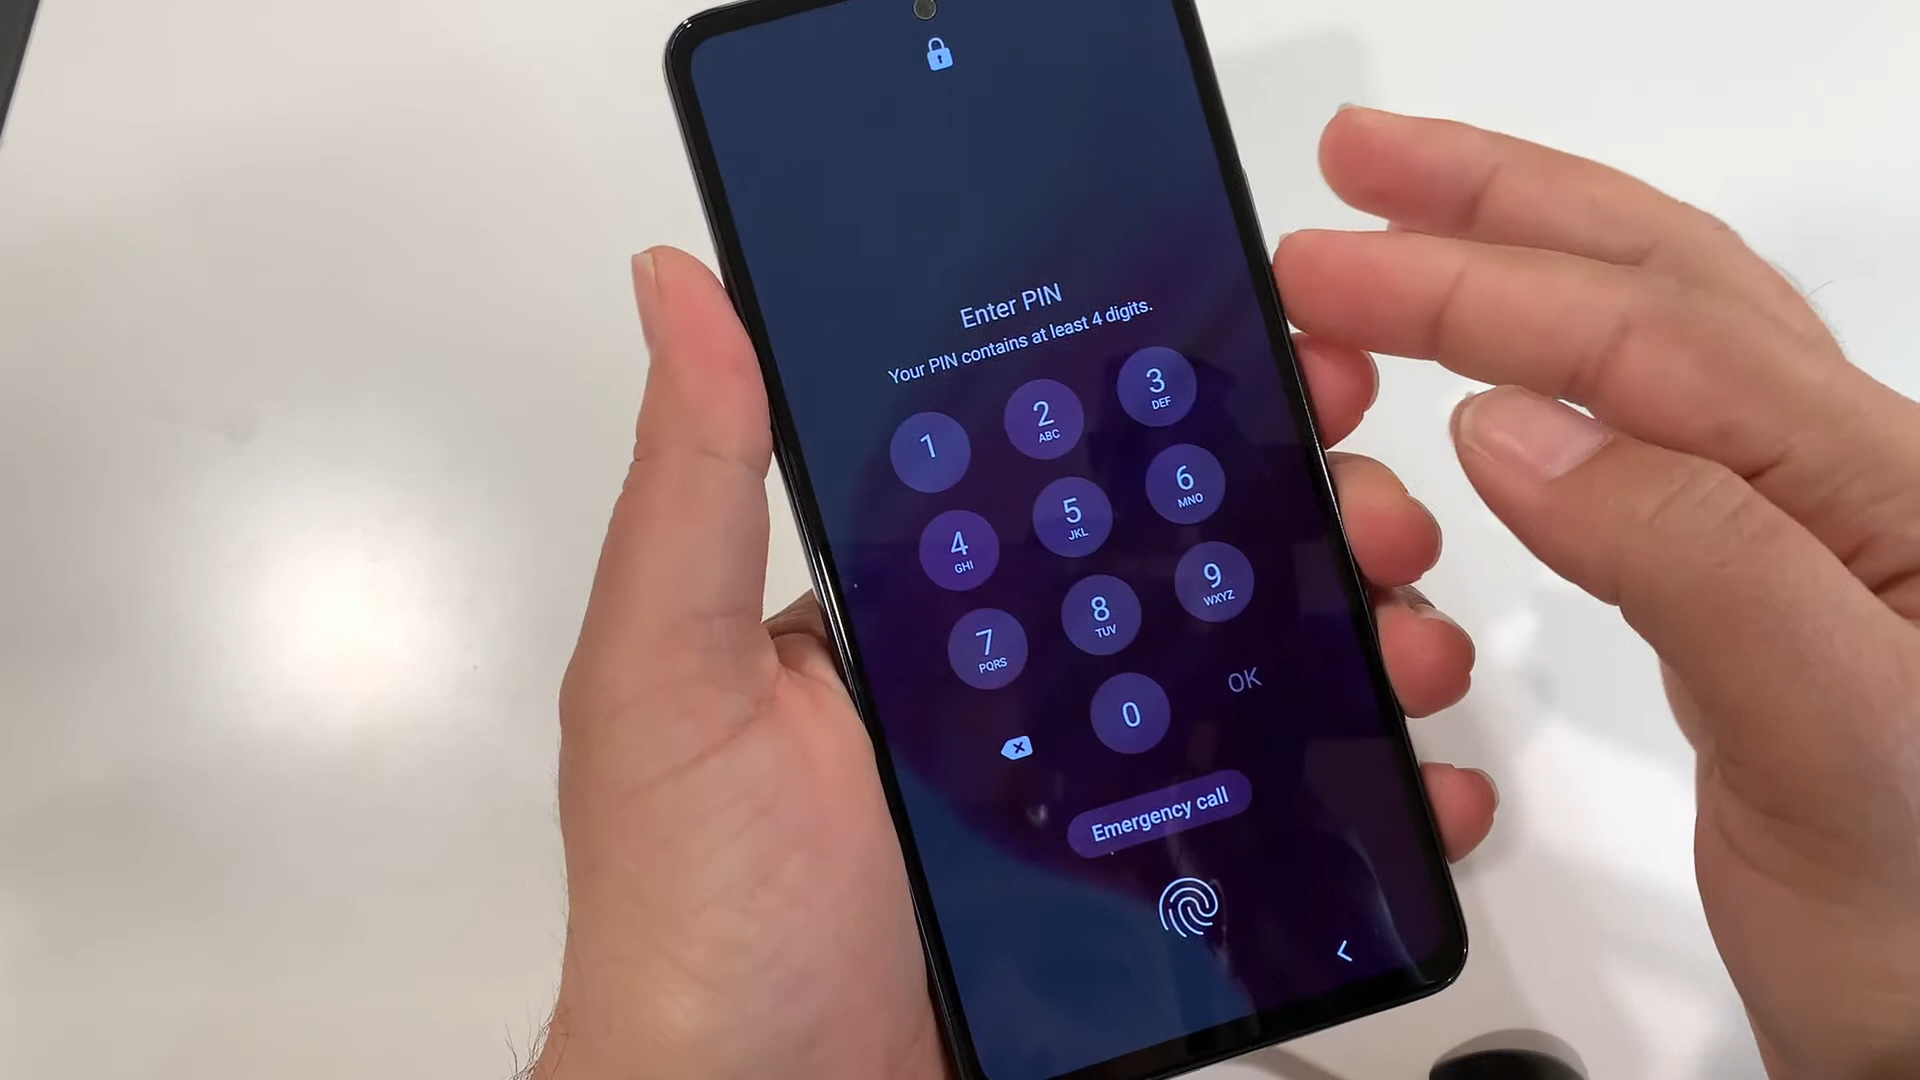 Enter PIN
Your PIN contains at least 4 digits.
1
2
ABC
3
DEF
4
GHI
5
JKL
6
MNO
7
PQRS
8
TUV
9
WXYZ
0
OK
Emergency call